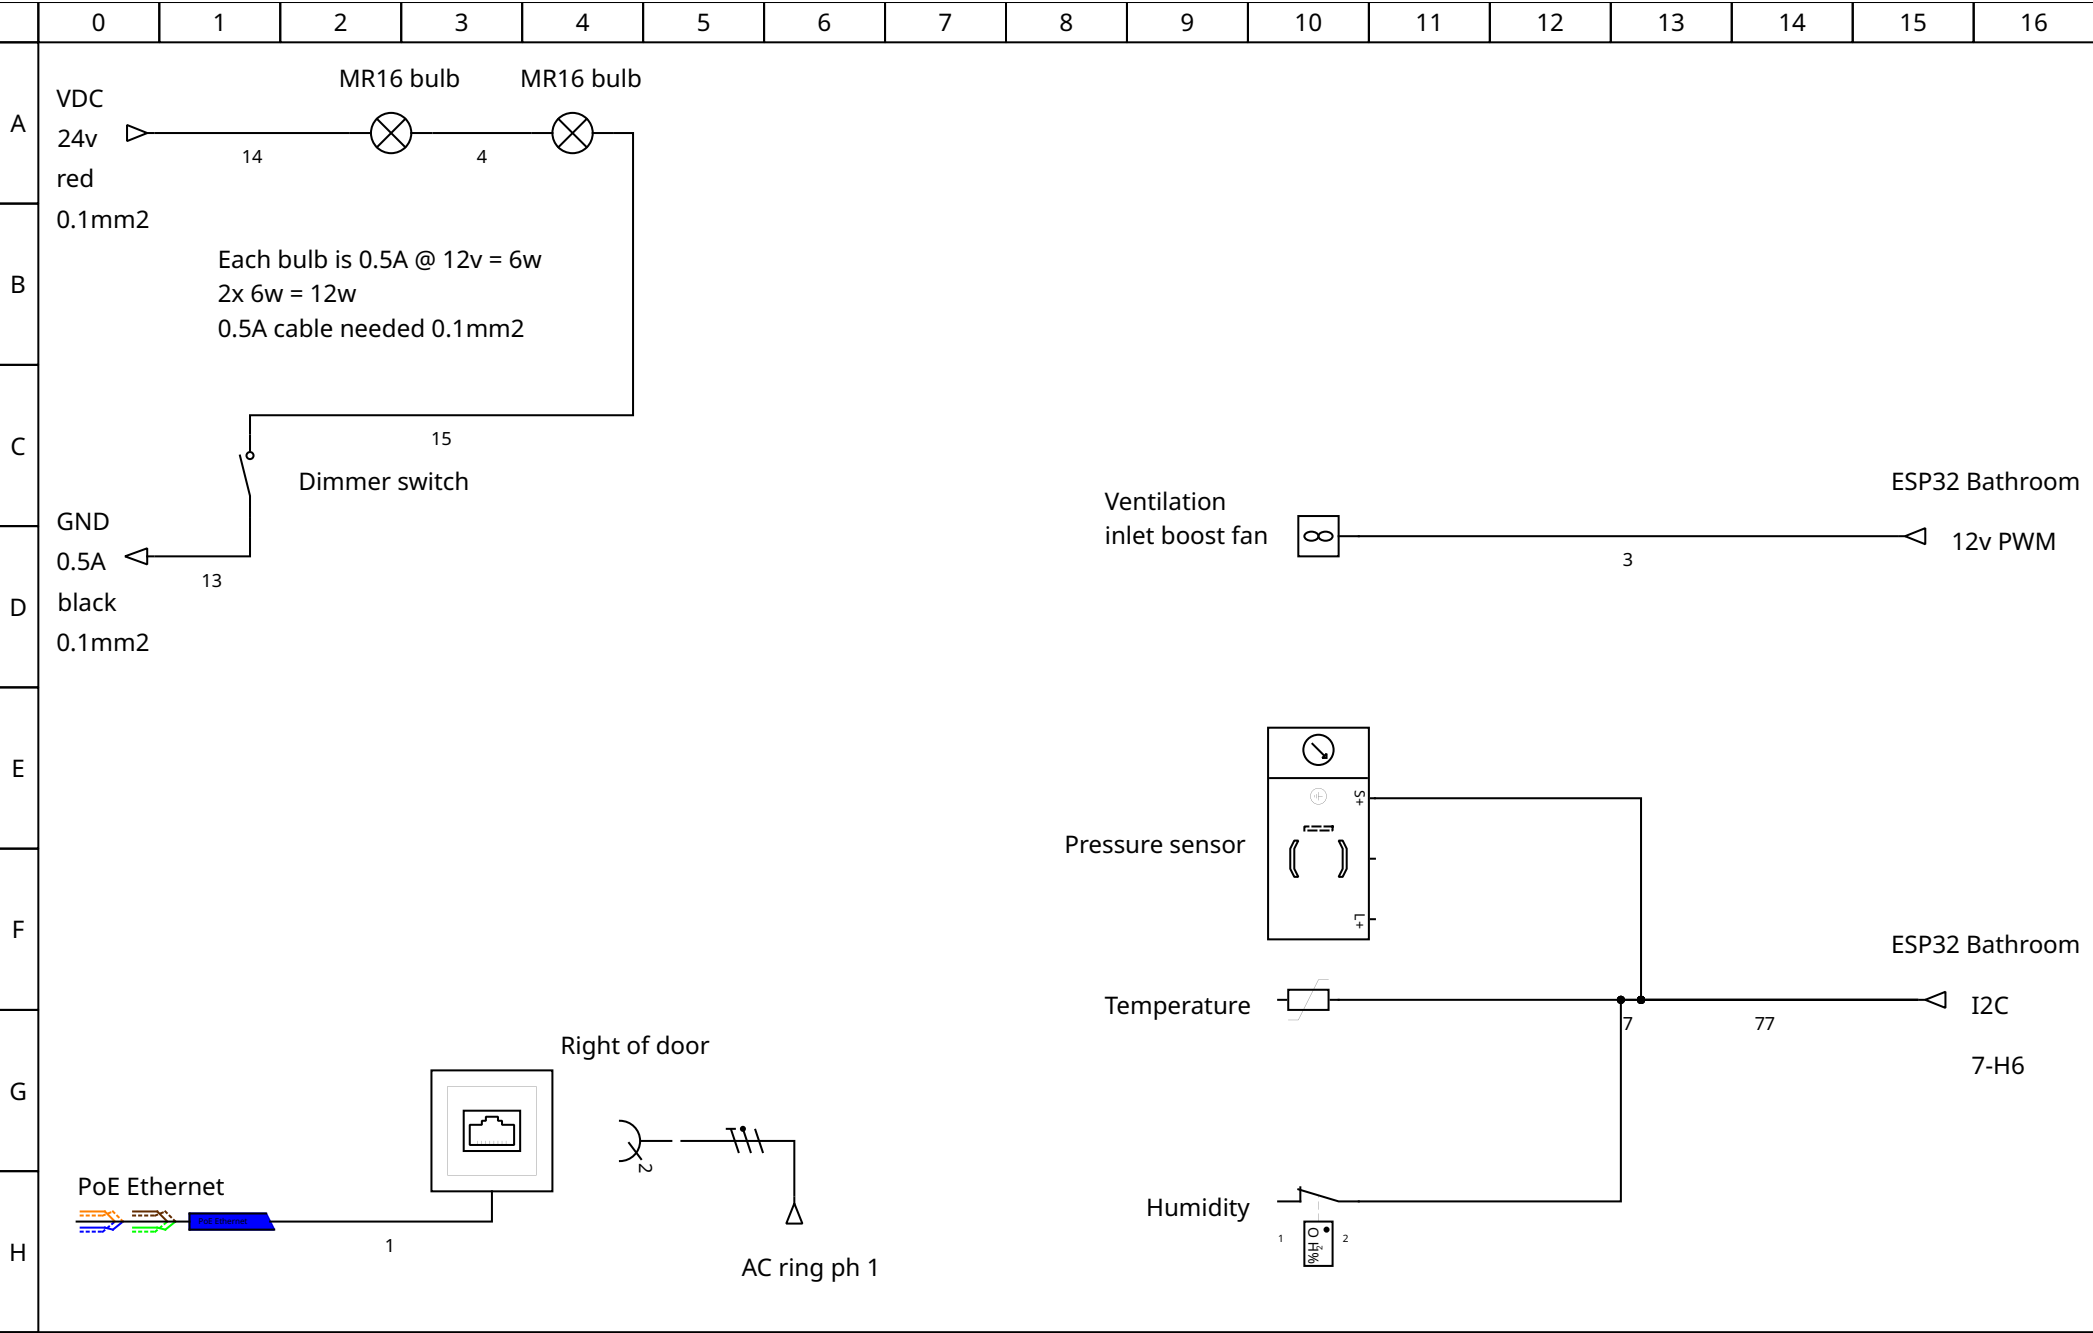 0 1 2 3 4 5 6 7 8 9 10 11 12 13 14 15 16
A
B
C
D
E
F
G
H
MR16 bulb MR16 bulb
VDC
24v
red
0.1mm2
14
4
Each bulb is 0.5A @ 12v = 6w
2x 6w = 12w
0.5A cable needed 0.1mm2
15
Dimmer switch
GND
0.5A
black
0.1mm2
13
Ventilation
inlet boost fan
3
ESP32 Bathroom
12v PWM
Pressure sensor
S+
L+
Temperature
7
77
ESP32 Bathroom
I2C
7-H6
Humidity
1
2
%H2O
Right of door
2
AC ring ph 1
PoE Ethernet
PoE Ethernet
1